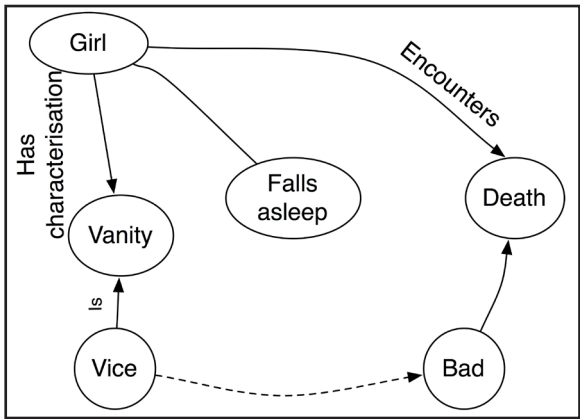 Girl
Encounters
Has
characterisation
Falls
asleep
Death
Vanity
Is
Vice
Bad